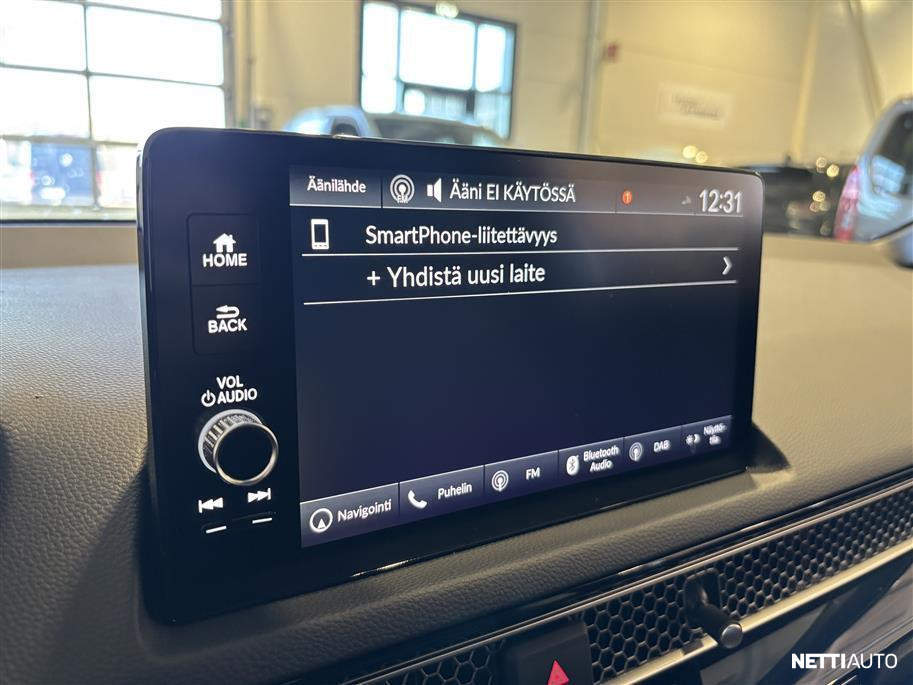 Äänilähde
FM
Ääni EI KÄYTÖSSÄ
1
12:31
SmartPhone-liitettävyys
+ Yhdistä uusi laite
HOME
BACK
VOL
AUDIO
Navigointi
Puhelin
FM
Bluetooth
Audio
DAB
Näyttö-
tila
NETTIAUTO